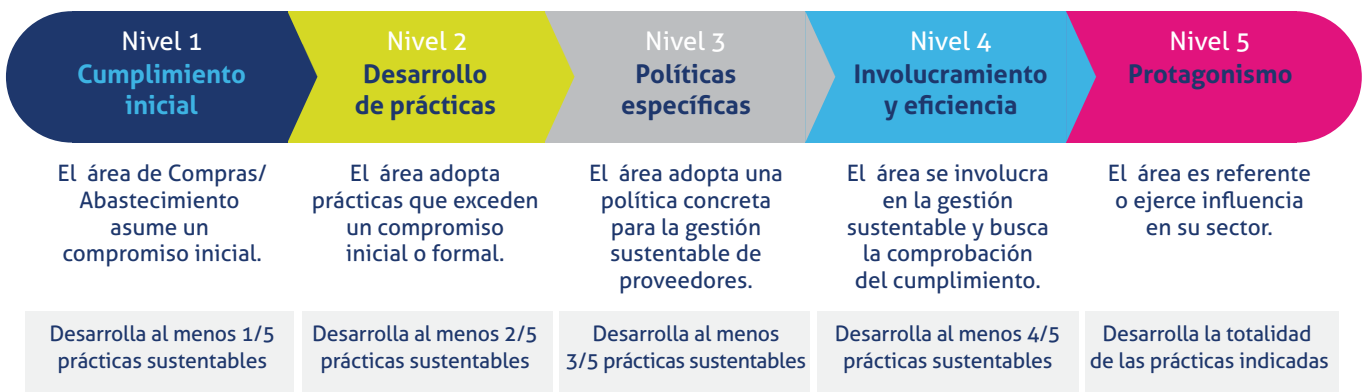 Nivel 1
Cumplimiento
inicial
Nivel 2
Desarrollo
de prácticas
Nivel 3
Políticas
específicas
Nivel 4
Involucramiento
y eficiencia
Nivel 5
Protagonismo
El área de Compras/
Abastecimiento
asume un
compromiso inicial.
El área adopta
prácticas que exceden
un compromiso
inicial o formal.
El área adopta una
política concreta
para la gestión
sustentable de
proveedores.
El área se involucra
en la gestión
sustentable y busca
la comprobación
del cumplimiento.
El área es referente
o ejerce influencia
en su sector.
Desarrolla al menos 1/5
prácticas sustentables
Desarrolla al menos 2/5
prácticas sustentables
Desarrolla al menos
3/5 prácticas sustentables
Desarrolla al menos 4/5
prácticas sustentables
Desarrolla la totalidad
de las prácticas indicadas